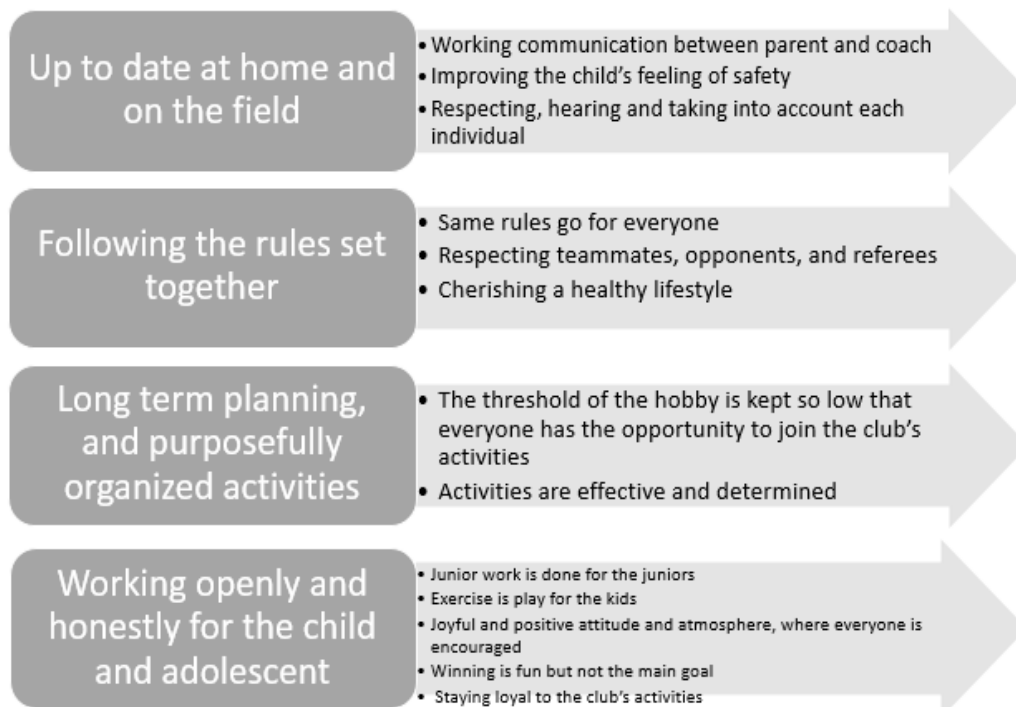 Up to date at home and
on the field
• Working communication between parent and coach
• Improving the child's feeling of safety
• Respecting, hearing and taking into account each
individual
Following the rules set
together
• Same rules go for everyone
• Respecting teammates, opponents, and referees
• Cherishing a healthy lifestyle
Long term planning,
and purposefully
organized activities
• The threshold of the hobby is kept so low that
everyone has the opportunity to join the club's
activities
• Activities are effective and determined
Working openly and
honestly for the child
and adolescent
• Junior work is done for the juniors
• Exercise is play for the kids
• Joyful and positive attitude and atmosphere, where everyone is
encouraged
• Winning is fun but not the main goal
• Staying loyal to the club's activities